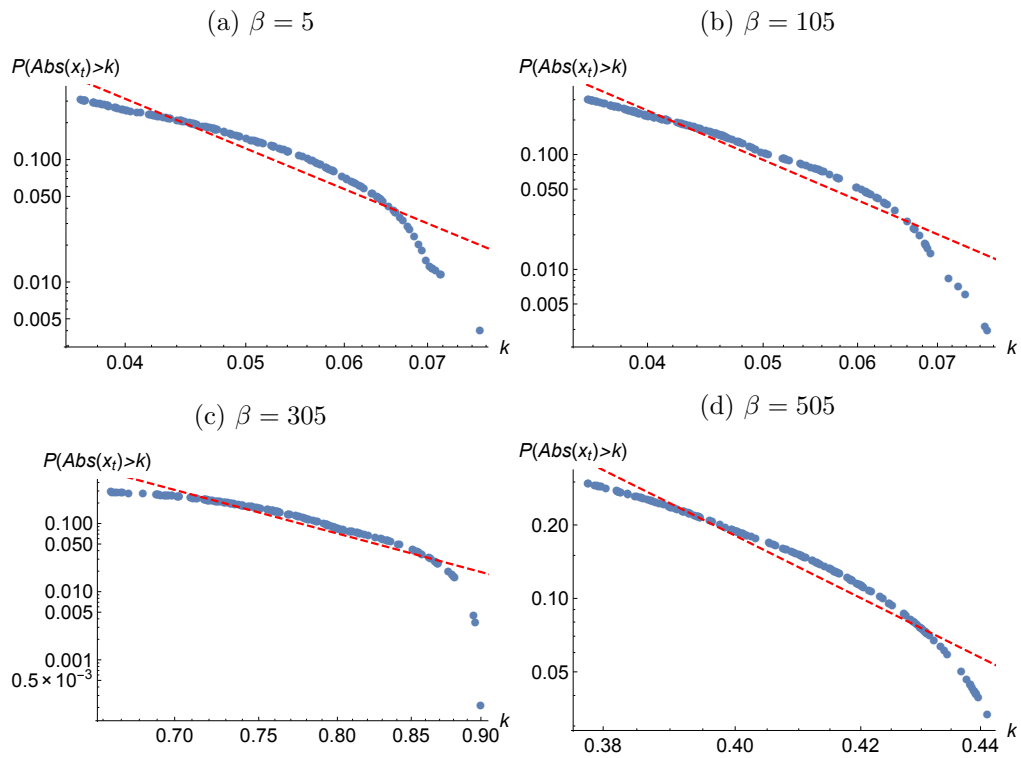 (a) β = 5
P(Abs(xₜ)>k)
0.100
0.050
0.010
0.005
0.04 0.05 0.06 0.07 k
(b) β = 105
P(Abs(xₜ)>k)
0.100
0.050
0.010
0.005
0.04 0.05 0.06 0.07 k
(c) β = 305
P(Abs(xₜ)>k)
0.100
0.050
0.010
0.005
0.001
0.5 × 10⁻³
0.70 0.75 0.80 0.85 0.90 k
(d) β = 505
P(Abs(xₜ)>k)
0.20
0.10
0.05
0.38 0.40 0.42 0.44 k